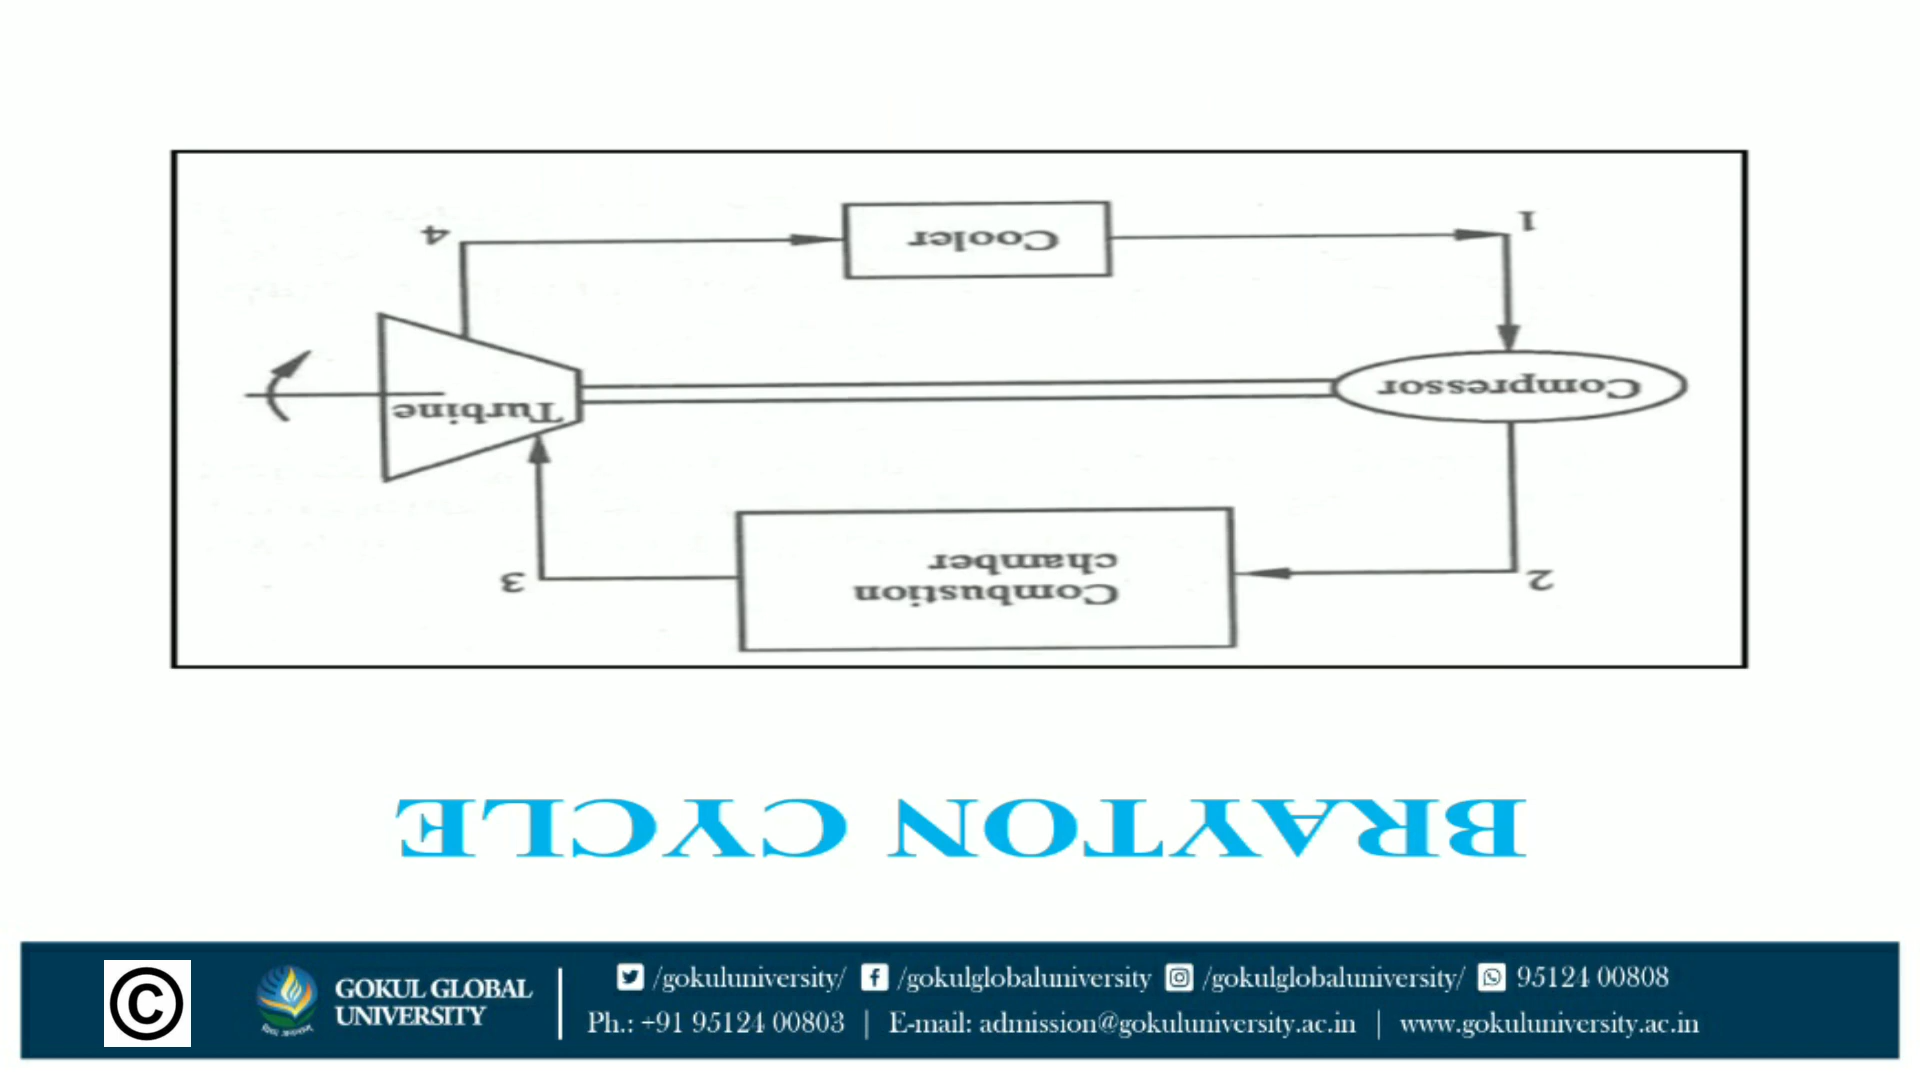 BRAYTON CYCLE
2
Combustion
chamber
3
Compressor
Turbine
1
Cooler
4
©
GOKUL GLOBAL
UNIVERSITY
/gokuluniversity/ /gokulglobaluniversity /gokulglobaluniversity/ 95124 00808
Ph.: +91 95124 00803 | E-mail: admission@gokuluniversity.ac.in | www.gokuluniversity.ac.in